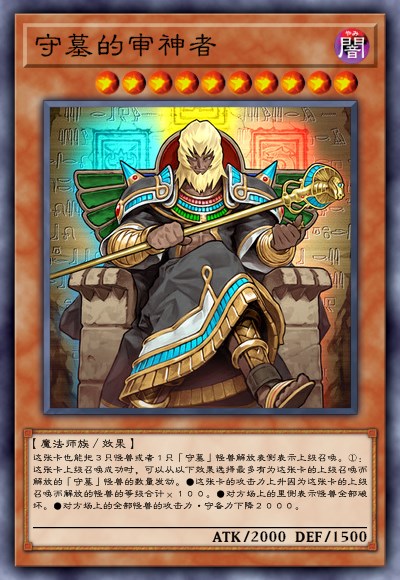 守墓的审神者
やみ
闇
【魔法师族／效果】
这张卡也能把3只怪兽或者1只「守墓」怪兽解放表侧表示上级召唤。①：
这张卡上级召唤成功时，可以从以下效果选择最多有为这张卡的上级召唤而
解放的「守墓」怪兽的数量发动。●这张卡的攻击力上升因为这张卡的上级
召唤而解放的怪兽的等级合计×100。●对方场上的里侧表示怪兽全部破
坏。●对方场上的全部怪兽的攻击力·守备力下降2000。
ATK/2000 DEF/1500